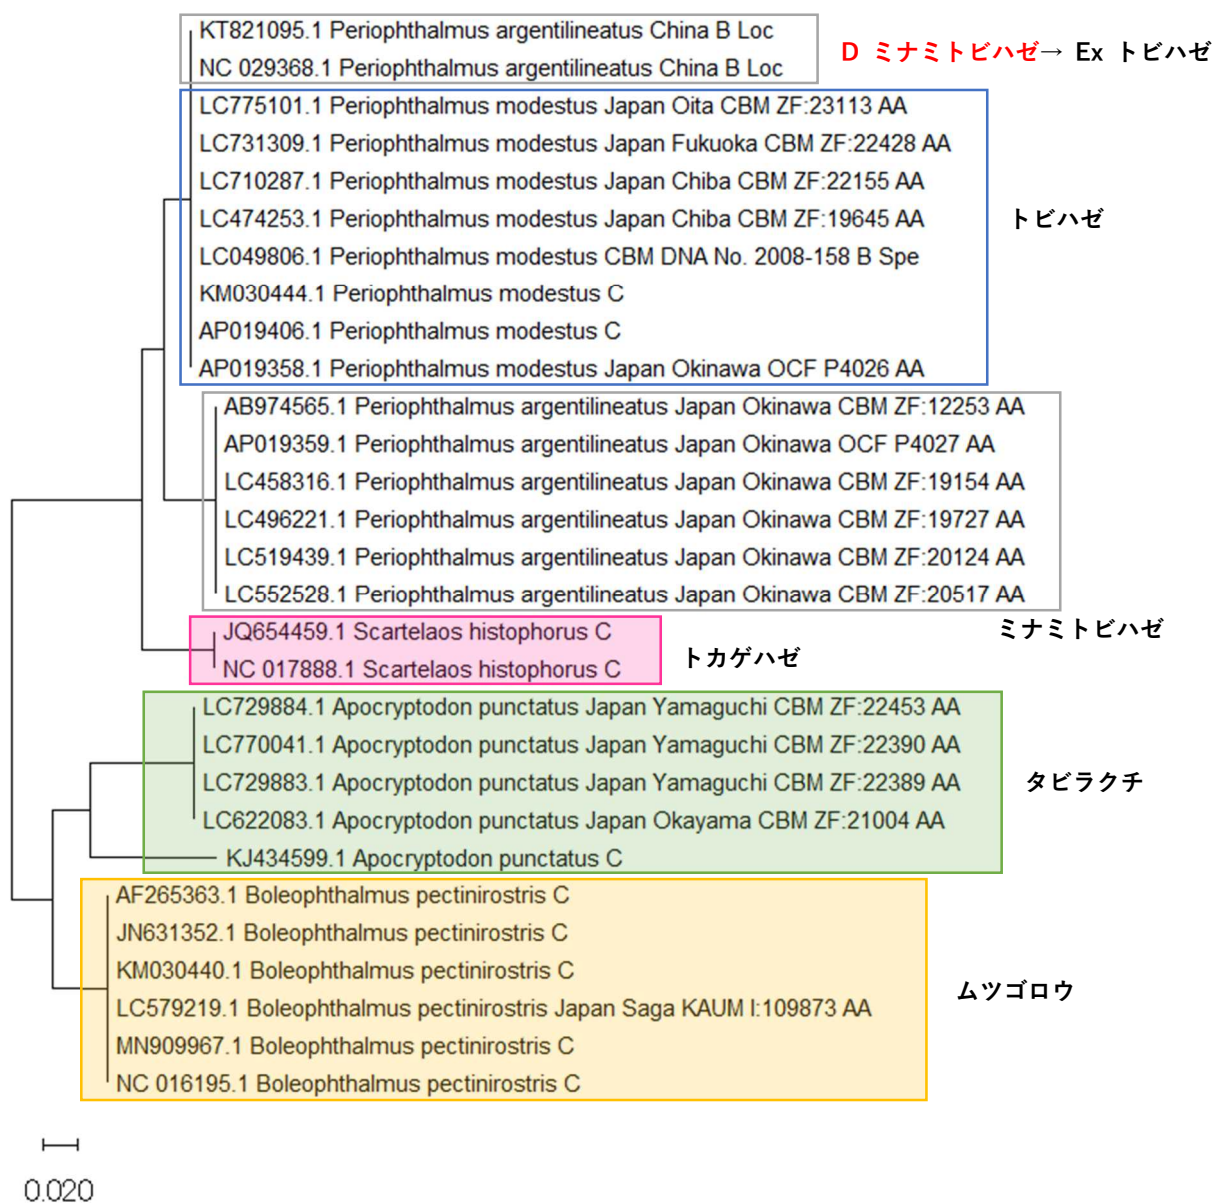 KT821095.1 Periophthalmus argentilineatus China B Loc
NC 029368.1 Periophthalmus argentilineatus China B Loc
D ミナミトビハゼ→ Ex トビハゼ
LC775101.1 Periophthalmus modestus Japan Oita CBM ZF:23113 AA
LC731309.1 Periophthalmus modestus Japan Fukuoka CBM ZF:22428 AA
LC710287.1 Periophthalmus modestus Japan Chiba CBM ZF:22155 AA
LC474253.1 Periophthalmus modestus Japan Chiba CBM ZF:19645 AA
LC049806.1 Periophthalmus modestus CBM DNA No. 2008-158 B Spe
KM030444.1 Periophthalmus modestus C
AP019406.1 Periophthalmus modestus C
AP019358.1 Periophthalmus modestus Japan Okinawa OCF P4026 AA
トビハゼ
AB974565.1 Periophthalmus argentilineatus Japan Okinawa CBM ZF:12253 AA
AP019359.1 Periophthalmus argentilineatus Japan Okinawa OCF P4027 AA
LC458316.1 Periophthalmus argentilineatus Japan Okinawa CBM ZF:19154 AA
LC496221.1 Periophthalmus argentilineatus Japan Okinawa CBM ZF:19727 AA
LC519439.1 Periophthalmus argentilineatus Japan Okinawa CBM ZF:20124 AA
LC552528.1 Periophthalmus argentilineatus Japan Okinawa CBM ZF:20517 AA
ミナミトビハゼ
JQ654459.1 Scartelaos histophorus C
NC 017888.1 Scartelaos histophorus C
トカゲハゼ
LC729884.1 Apocryptodon punctatus Japan Yamaguchi CBM ZF:22453 AA
LC770041.1 Apocryptodon punctatus Japan Yamaguchi CBM ZF:22390 AA
LC729883.1 Apocryptodon punctatus Japan Yamaguchi CBM ZF:22389 AA
LC622083.1 Apocryptodon punctatus Japan Okayama CBM ZF:21004 AA
KJ434599.1 Apocryptodon punctatus C
タビラクチ
AF265363.1 Boleophthalmus pectinirostris C
JN631352.1 Boleophthalmus pectinirostris C
KM030440.1 Boleophthalmus pectinirostris C
LC579219.1 Boleophthalmus pectinirostris Japan Saga KAUM I:109873 AA
MN909967.1 Boleophthalmus pectinirostris C
NC 016195.1 Boleophthalmus pectinirostris C
ムツゴロウ
0.020